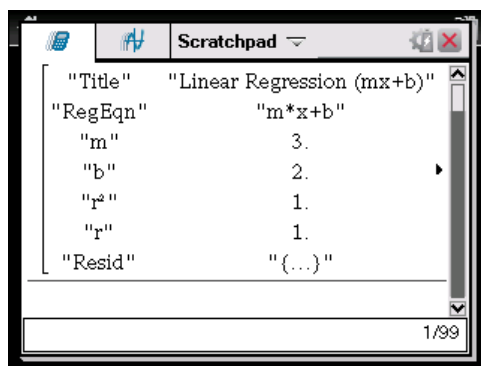 Scratchpad
"Title" "Linear Regression (mx+b)"
"RegEqn" "m*x+b"
"m" 3.
"b" 2.
"r²" 1.
"r" 1.
"Resid" "{...}"
1/99